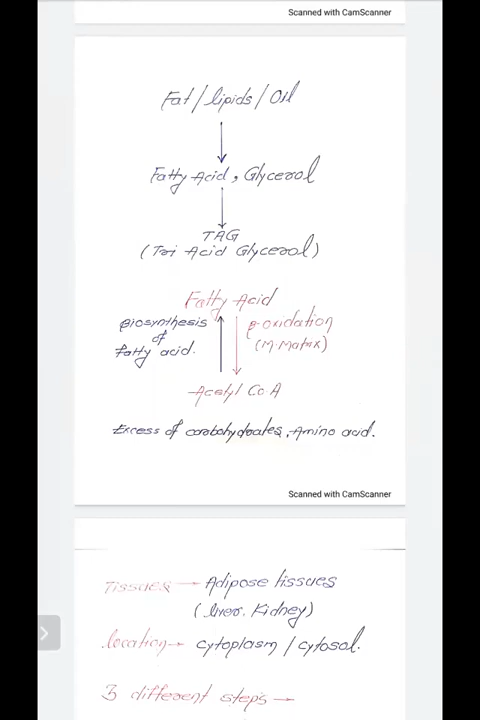 Scanned with CamScanner
Fat/lipids/Oil
Fatty Acid, Glycerol
TAG
(Tri Acid Glycerol)
Fatty Acid
Biosynthesis of fatty acid.
β-oxidation
(M.Matrix)
Acetyl CoA
Excess of carbohydrates, Amino acid.
Scanned with CamScanner
Tissues → Adipose tissues
(liver. Kidney)
location → cytoplasm/cytosol.
3 different steps →